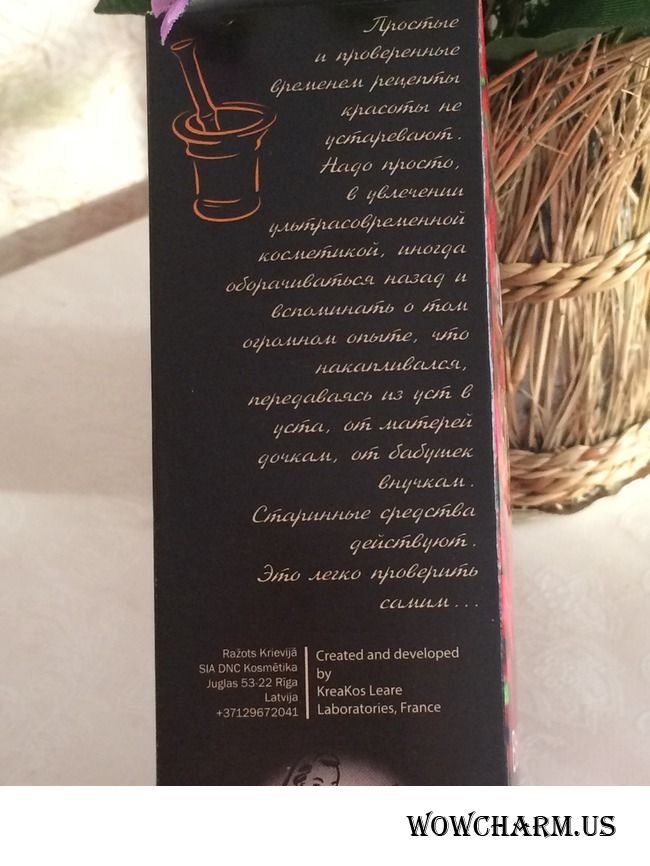 Простые
и проверенные
временем рецепты
красоты не
устаревают.
Надо просто,
в увлечении
ультрасовременной
косметикой, иногда
оборачиваться назад и
вспоминать о том
огромном опыте, что
накапливался,
передаваясь из уст в
уста, от матерей
дочкам, от бабушек
внучкам.
Старинные средства
действуют.
Это легко проверить
самим...
Ražots Krievijā
SIA DNC Kosmētika
Juglas 53-22 Rīga
Latvija
+37129672041
Created and developed
by
KreaKos Leare
Laboratories, France
WOWCHARM.US